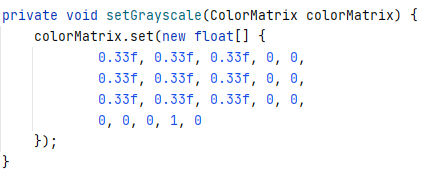 private void setGrayscale(ColorMatrix colorMatrix) {
    colorMatrix.set(new float[] {
            0.33f, 0.33f, 0.33f, 0, 0,
            0.33f, 0.33f, 0.33f, 0, 0,
            0.33f, 0.33f, 0.33f, 0, 0,
            0, 0, 0, 1, 0
    });
}